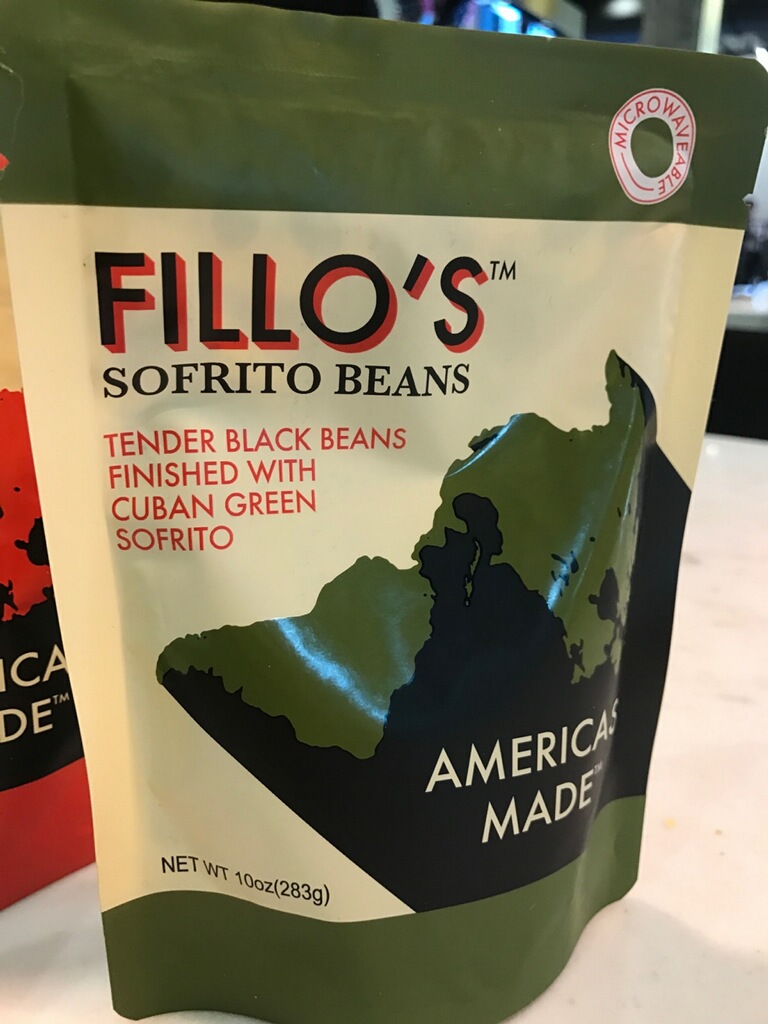 MICROWAVEABLE
FILLO'S™
SOFRITO BEANS
TENDER BLACK BEANS
FINISHED WITH
CUBAN GREEN
SOFRITO
AMERICAS
MADE™
NET WT 10oz(283g)
ICA
DE™